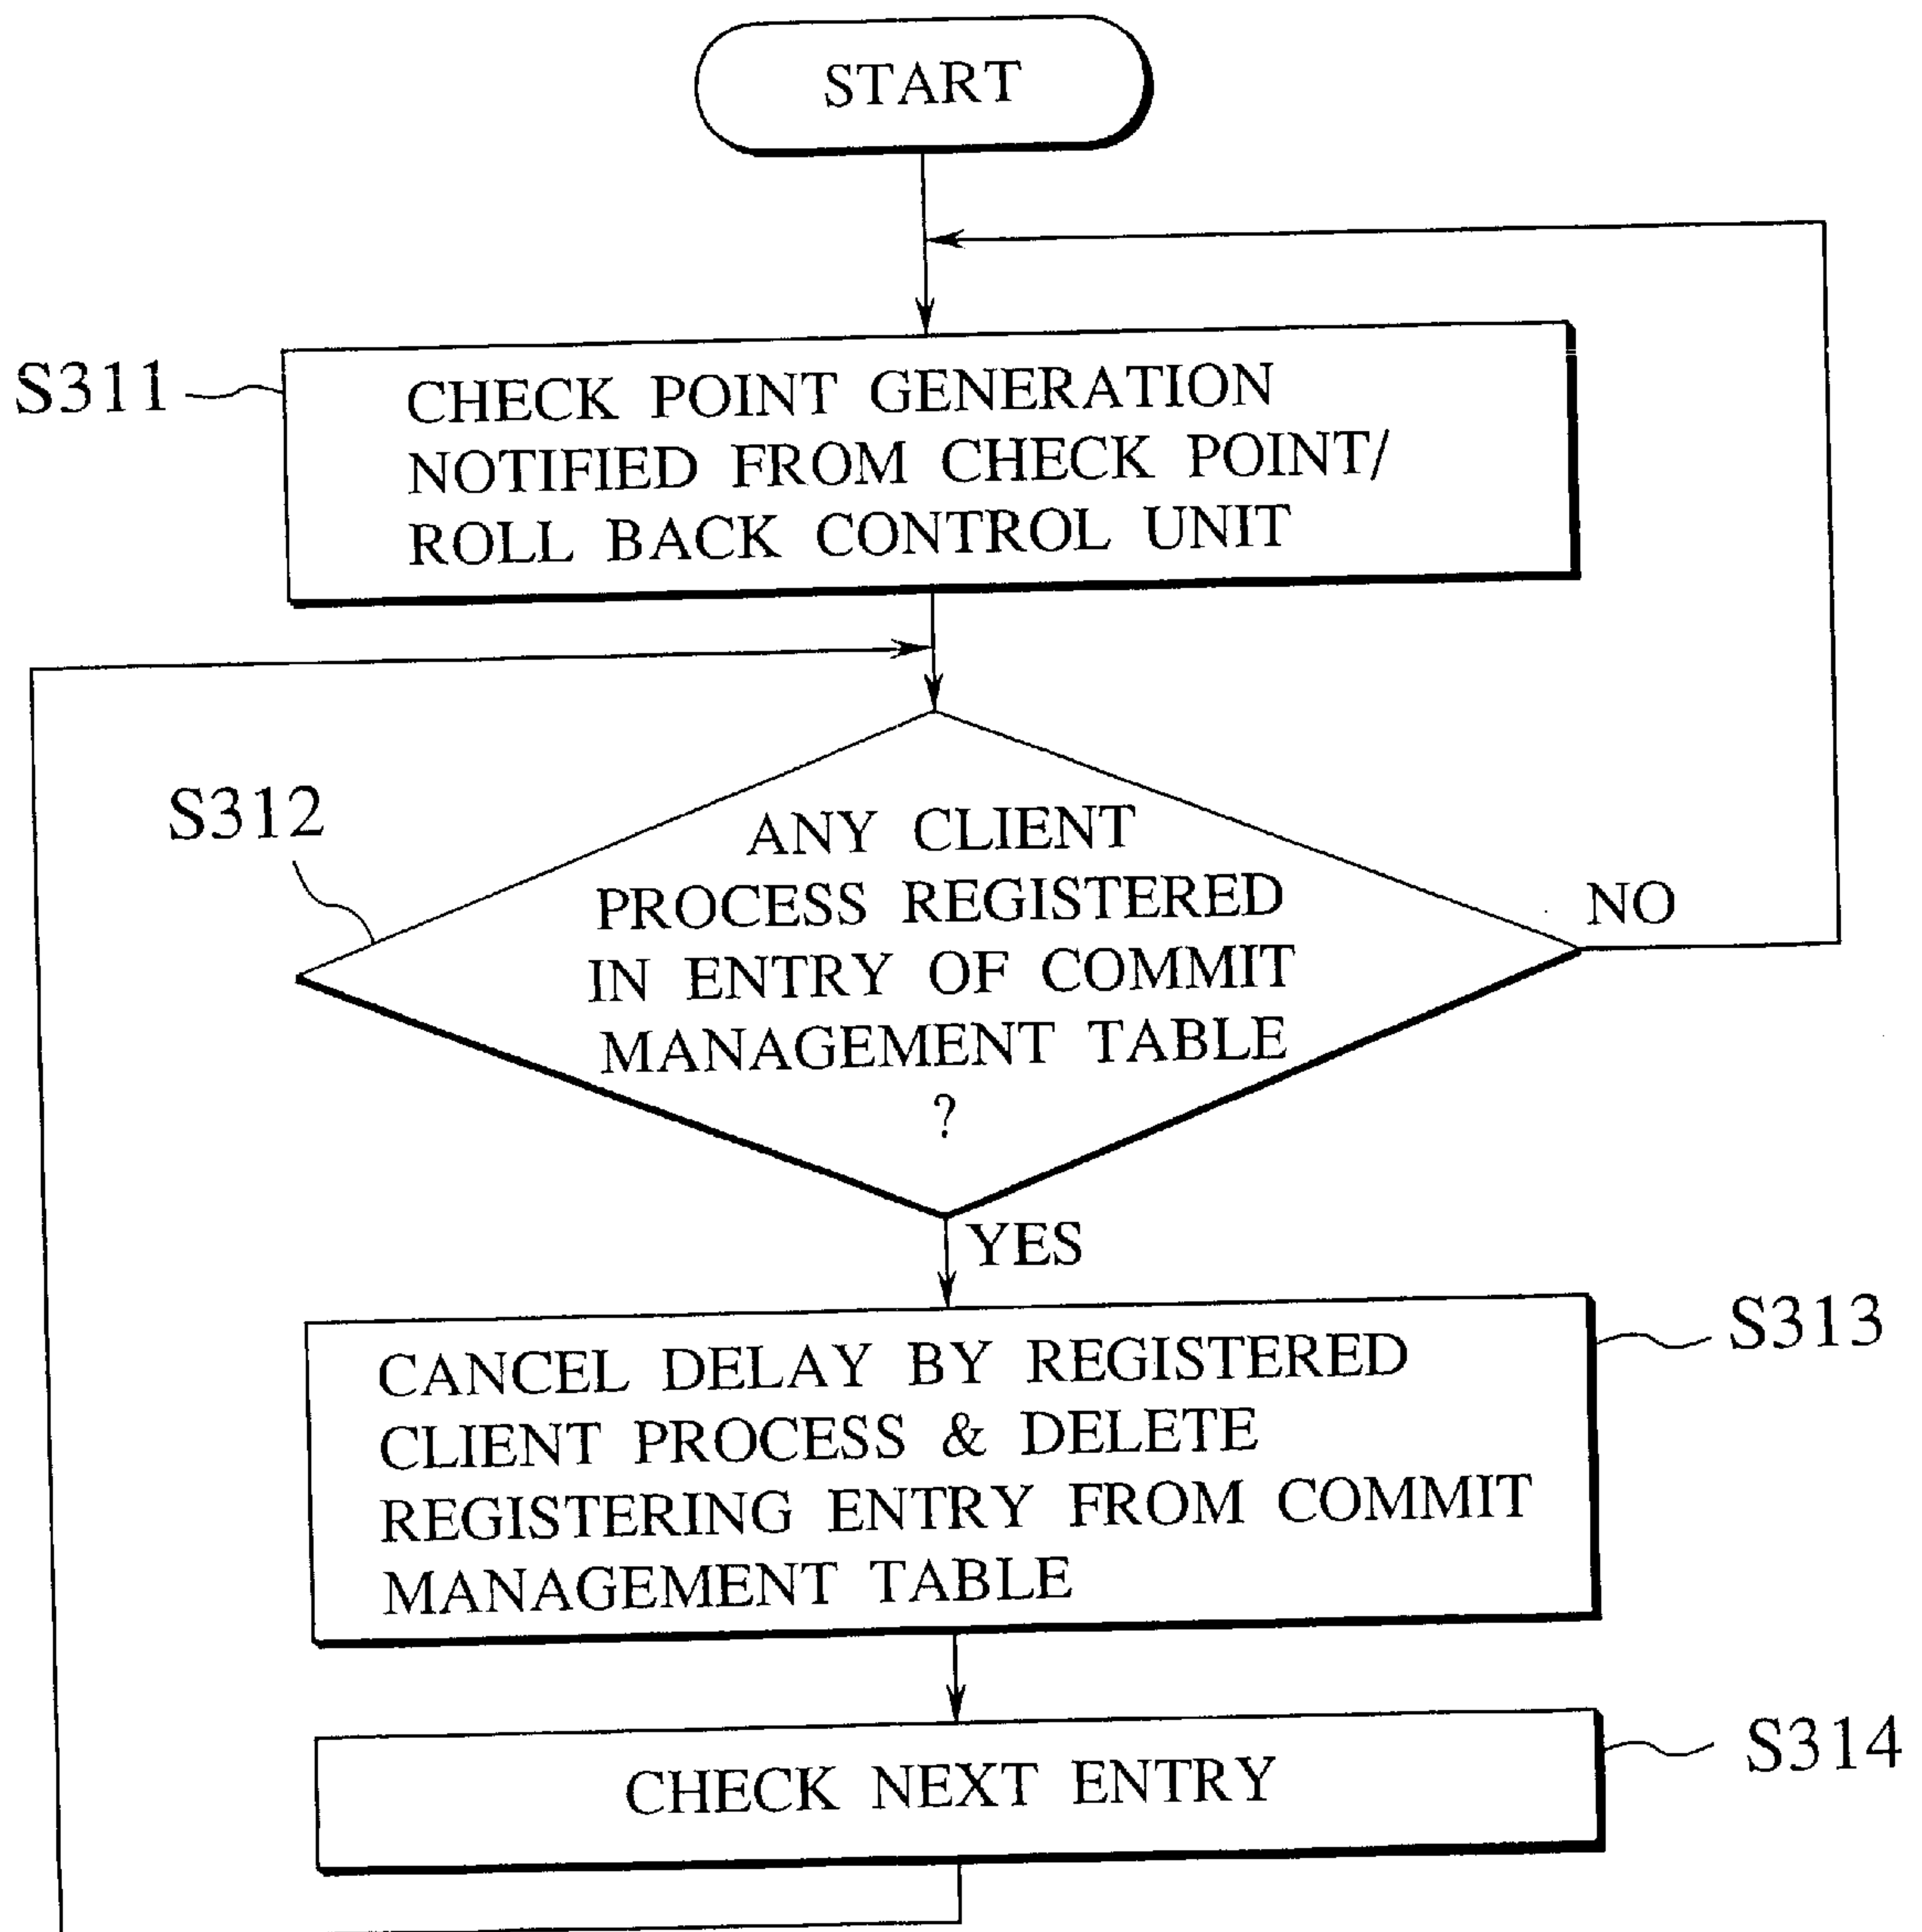 START
S311
CHECK POINT GENERATION
NOTIFIED FROM CHECK POINT/
ROLL BACK CONTROL UNIT
S312
ANY CLIENT
PROCESS REGISTERED
IN ENTRY OF COMMIT
MANAGEMENT TABLE
?
NO
YES
S313
CANCEL DELAY BY REGISTERED
CLIENT PROCESS & DELETE
REGISTERING ENTRY FROM COMMIT
MANAGEMENT TABLE
S314
CHECK NEXT ENTRY